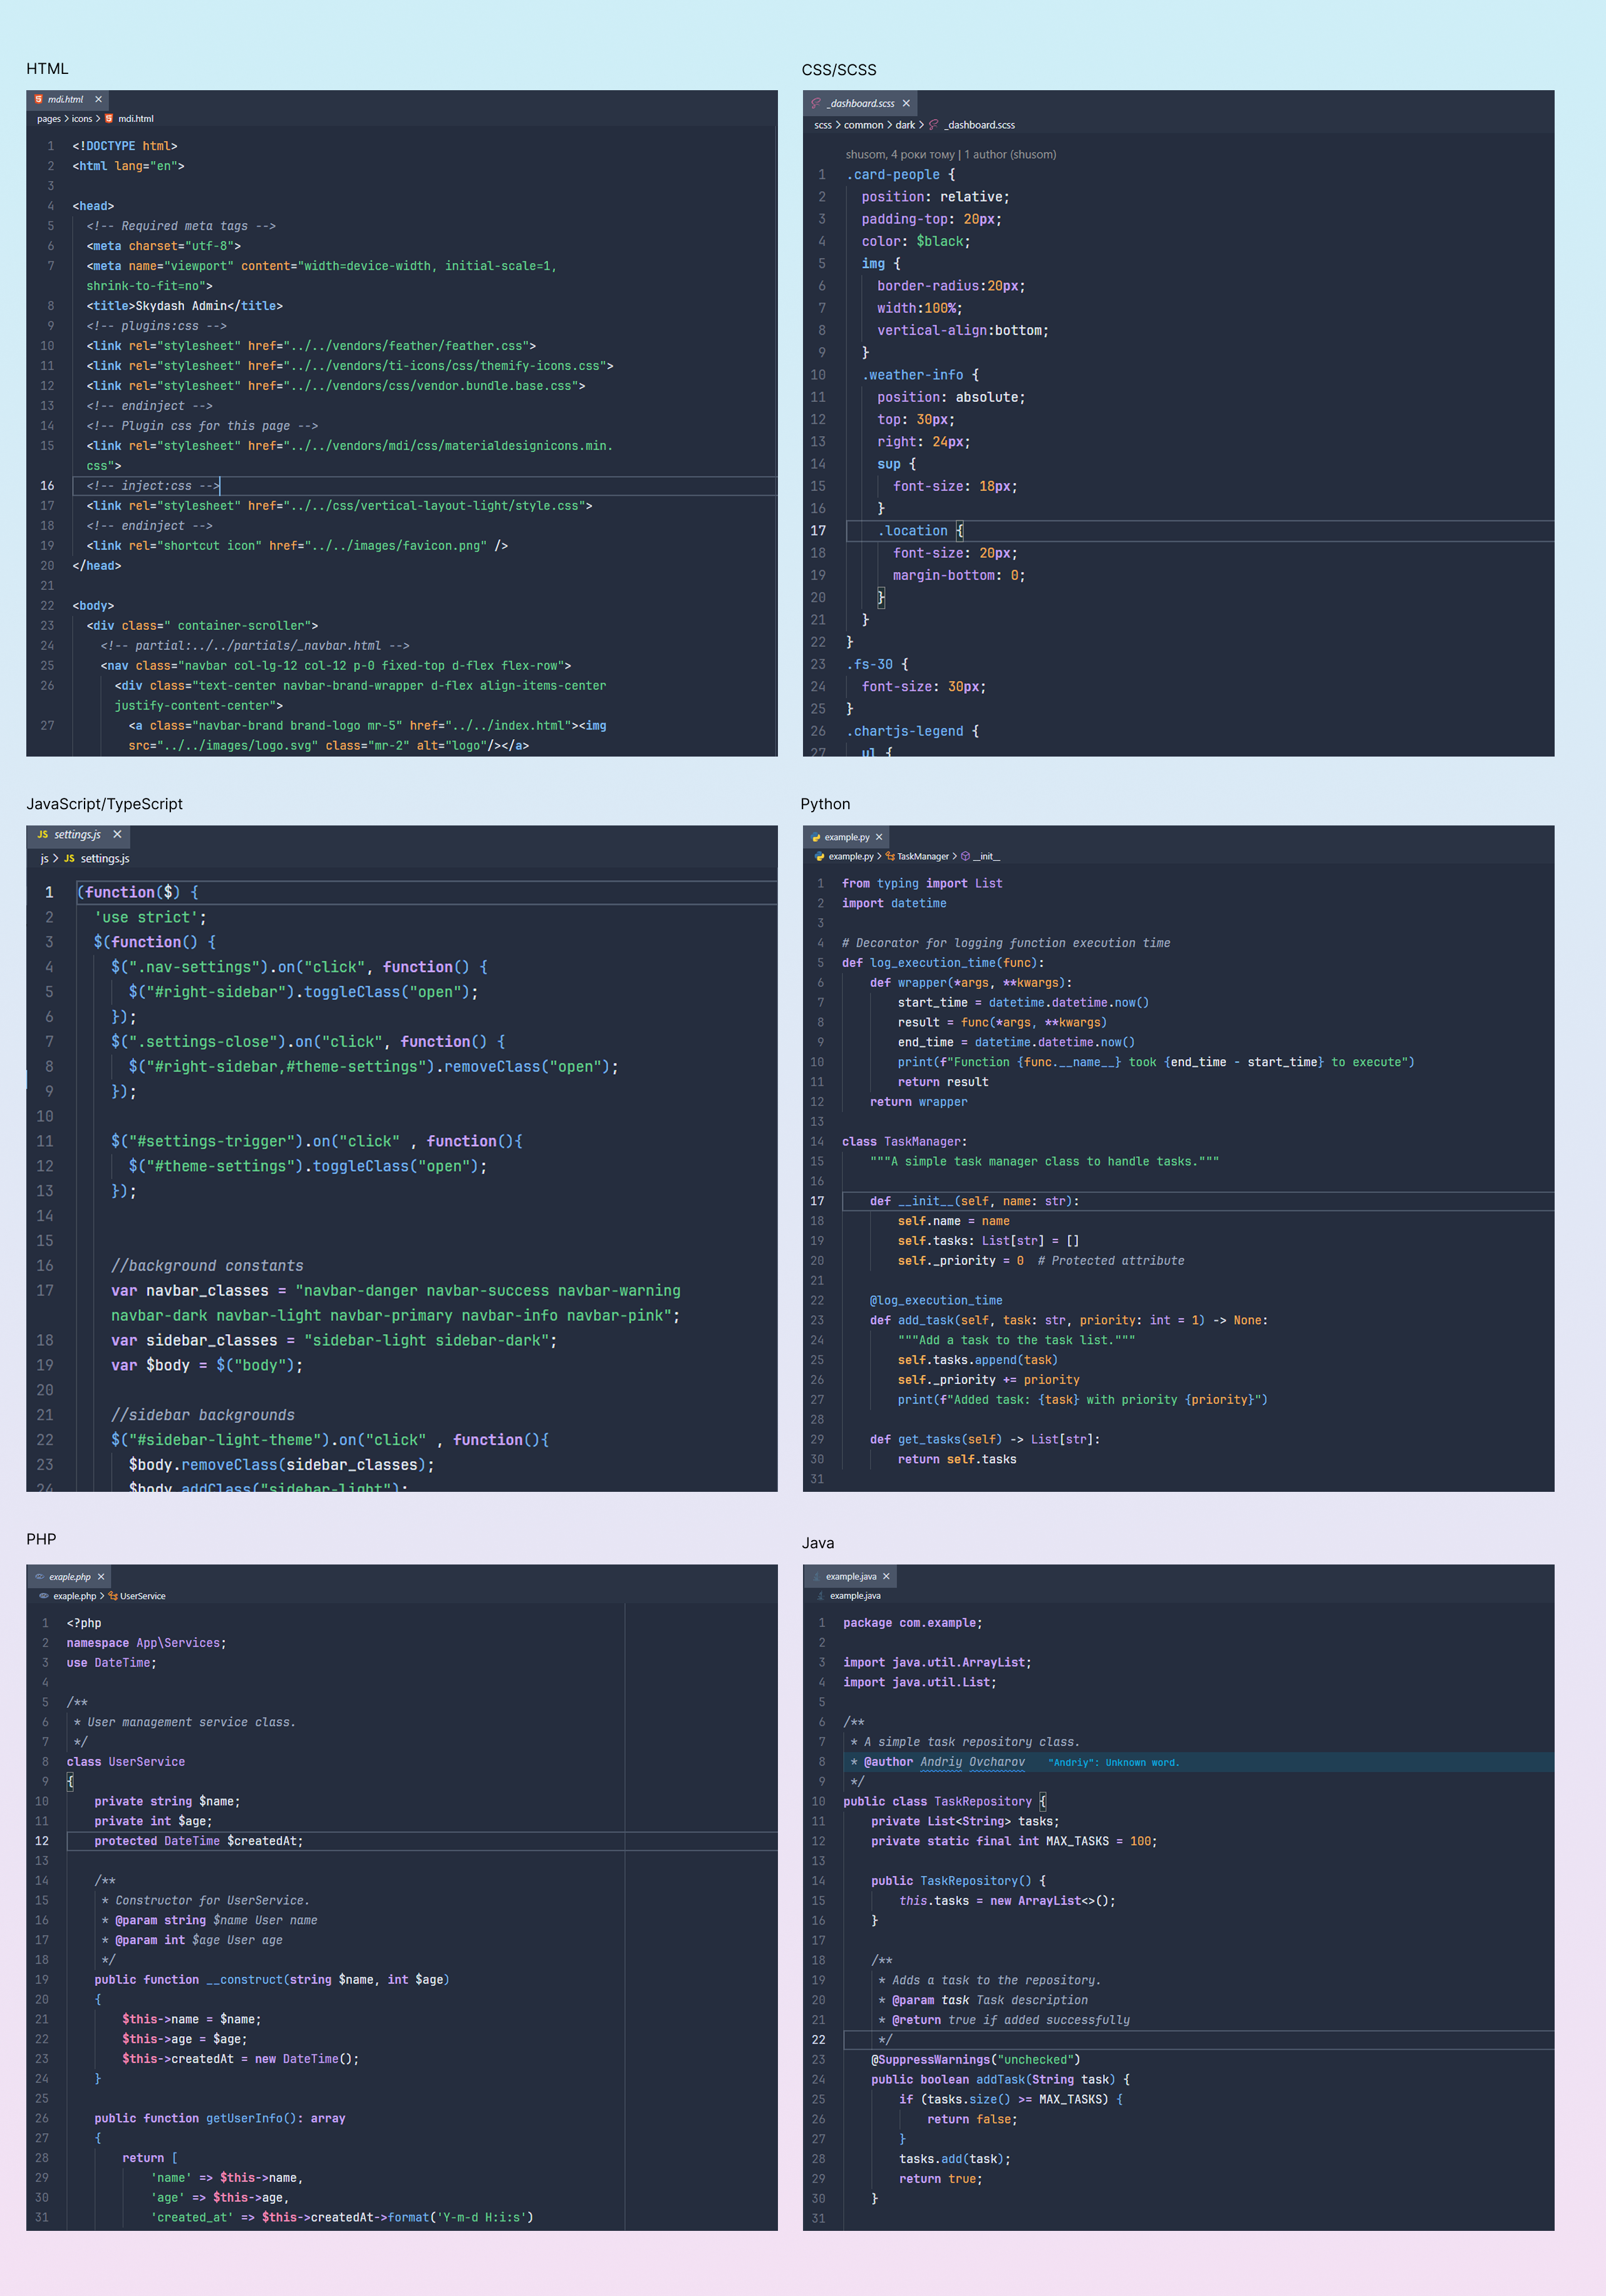 HTML
mdi.html ×
pages > icons > mdi.html
1 <!DOCTYPE html>
2 <html lang="en">
3
4 <head>
5 <!-- Required meta tags -->
6 <meta charset="utf-8">
7 <meta name="viewport" content="width=device-width, initial-scale=1,
shrink-to-fit=no">
8 <title>Skydash Admin</title>
9 <!-- plugins:css -->
10 <link rel="stylesheet" href="../../vendors/feather/feather.css">
11 <link rel="stylesheet" href="../../vendors/ti-icons/css/themify-icons.css">
12 <link rel="stylesheet" href="../../vendors/css/vendor.bundle.base.css">
13 <!-- endinject -->
14 <!-- Plugin css for this page -->
15 <link rel="stylesheet" href="../../vendors/mdi/css/materialdesignicons.min.
css">
16 <!-- inject:css -->
17 <link rel="stylesheet" href="../../css/vertical-layout-light/style.css">
18 <!-- endinject -->
19 <link rel="shortcut icon" href="../../images/favicon.png" />
20 </head>
21
22 <body>
23 <div class=" container-scroller">
24 <!-- partial:../../partials/_navbar.html -->
25 <nav class="navbar col-lg-12 col-12 p-0 fixed-top d-flex flex-row">
26 <div class="text-center navbar-brand-wrapper d-flex align-items-center
justify-content-center">
27 <a class="navbar-brand brand-logo mr-5" href="../../index.html"><img
src="../../images/logo.svg" class="mr-2" alt="logo"/></a>
CSS/SCSS
_dashboard.scss ×
scss > common > dark > _dashboard.scss
shusom, 4 роки тому | 1 author (shusom)
1 .card-people {
2 position: relative;
3 padding-top: 20px;
4 color: $black;
5 img {
6 border-radius:20px;
7 width:100%;
8 vertical-align:bottom;
9 }
10 .weather-info {
11 position: absolute;
12 top: 30px;
13 right: 24px;
14 sup {
15 font-size: 18px;
16 }
17 .location {
18 font-size: 20px;
19 margin-bottom: 0;
20 }
21 }
22 }
23 .fs-30 {
24 font-size: 30px;
25 }
26 .chartjs-legend {
27 ul {
JavaScript/TypeScript
JS settings.js ×
js > JS settings.js
1 (function($) {
2 'use strict';
3 $(function() {
4 $(".nav-settings").on("click", function() {
5 $("#right-sidebar").toggleClass("open");
6 });
7 $(".settings-close").on("click", function() {
8 $("#right-sidebar,#theme-settings").removeClass("open");
9 });
10
11 $("#settings-trigger").on("click" , function(){
12 $("#theme-settings").toggleClass("open");
13 });
14
15
16 //background constants
17 var navbar_classes = "navbar-danger navbar-success navbar-warning
navbar-dark navbar-light navbar-primary navbar-info navbar-pink";
18 var sidebar_classes = "sidebar-light sidebar-dark";
19 var $body = $("body");
20
21 //sidebar backgrounds
22 $("#sidebar-light-theme").on("click" , function(){
23 $body.removeClass(sidebar_classes);
24 $body.addClass("sidebar-light");
Python
example.py ×
example.py > TaskManager > __init__
1 from typing import List
2 import datetime
3
4 # Decorator for logging function execution time
5 def log_execution_time(func):
6 def wrapper(*args, **kwargs):
7 start_time = datetime.datetime.now()
8 result = func(*args, **kwargs)
9 end_time = datetime.datetime.now()
10 print(f"Function {func.__name__} took {end_time - start_time} to execute")
11 return result
12 return wrapper
13
14 class TaskManager:
15 """A simple task manager class to handle tasks."""
16
17 def __init__(self, name: str):
18 self.name = name
19 self.tasks: List[str] = []
20 self._priority = 0 # Protected attribute
21
22 @log_execution_time
23 def add_task(self, task: str, priority: int = 1) -> None:
24 """Add a task to the task list."""
25 self.tasks.append(task)
26 self._priority += priority
27 print(f"Added task: {task} with priority {priority}")
28
29 def get_tasks(self) -> List[str]:
30 return self.tasks
31
PHP
exaple.php ×
exaple.php > UserService
1 <?php
2 namespace App\Services;
3 use DateTime;
4
5 /**
6 * User management service class.
7 */
8 class UserService
9 {
10 private string $name;
11 private int $age;
12 protected DateTime $createdAt;
13
14 /**
15 * Constructor for UserService.
16 * @param string $name User name
17 * @param int $age User age
18 */
19 public function __construct(string $name, int $age)
20 {
21 $this->name = $name;
22 $this->age = $age;
23 $this->createdAt = new DateTime();
24 }
25
26 public function getUserInfo(): array
27 {
28 return [
29 'name' => $this->name,
30 'age' => $this->age,
31 'created_at' => $this->createdAt->format('Y-m-d H:i:s')
Java
example.java ×
example.java
1 package com.example;
2
3 import java.util.ArrayList;
4 import java.util.List;
5
6 /**
7 * A simple task repository class.
8 * @author Andriy Ovcharov "Andriy": Unknown word.
9 */
10 public class TaskRepository {
11 private List<String> tasks;
12 private static final int MAX_TASKS = 100;
13
14 public TaskRepository() {
15 this.tasks = new ArrayList<>();
16 }
17
18 /**
19 * Adds a task to the repository.
20 * @param task Task description
21 * @return true if added successfully
22 */
23 @SuppressWarnings("unchecked")
24 public boolean addTask(String task) {
25 if (tasks.size() >= MAX_TASKS) {
26 return false;
27 }
28 tasks.add(task);
29 return true;
30 }
31